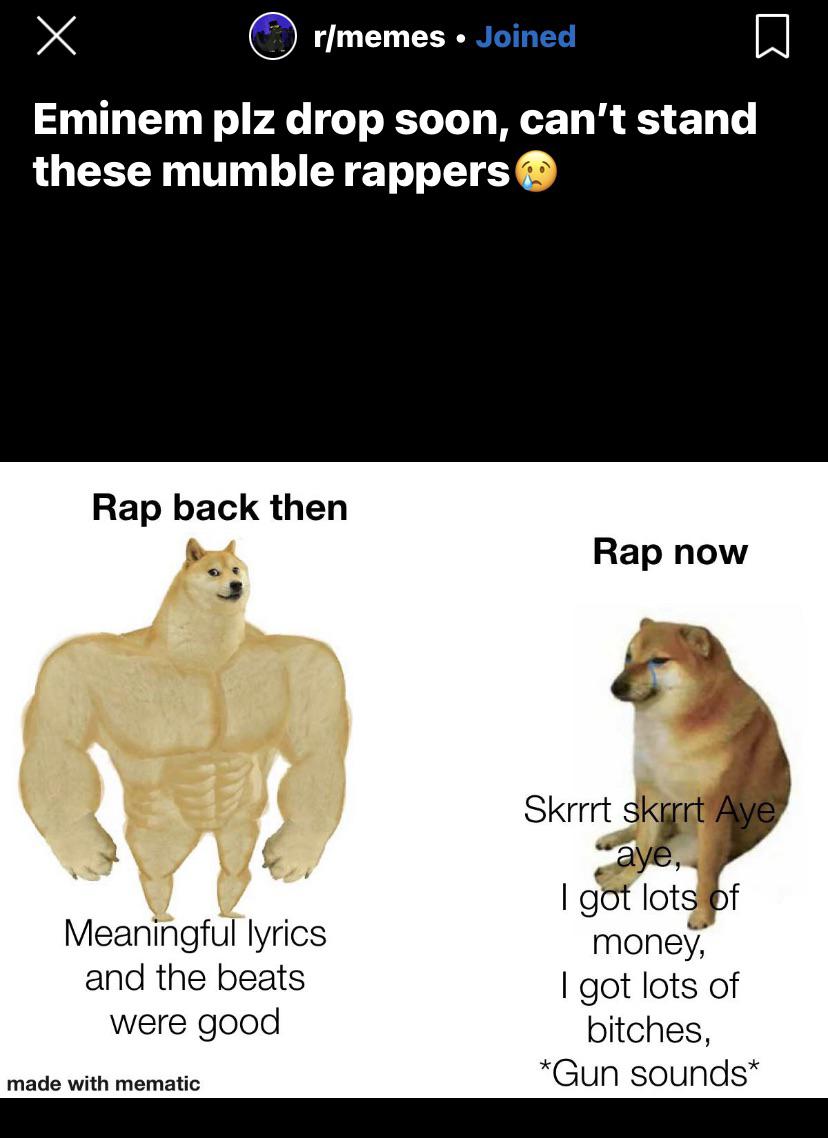 r/memes • Joined
Eminem plz drop soon, can’t stand
these mumble rappers😢
Rap back then
Rap now
Meaningful lyrics
and the beats
were good
Skrrrt skrrrt Aye
aye,
I got lots of
money,
I got lots of
bitches,
*Gun sounds*
made with mematic